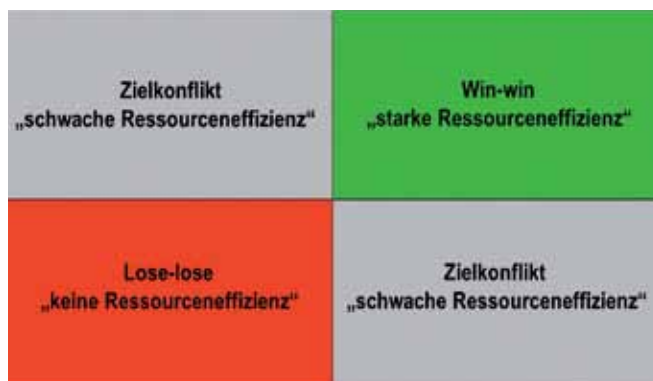 Zielkonflikt
„schwache Ressourceneffizienz“
Win-win
„starke Ressourceneffizienz“
Lose-lose
„keine Ressourceneffizienz“
Zielkonflikt
„schwache Ressourceneffizienz“